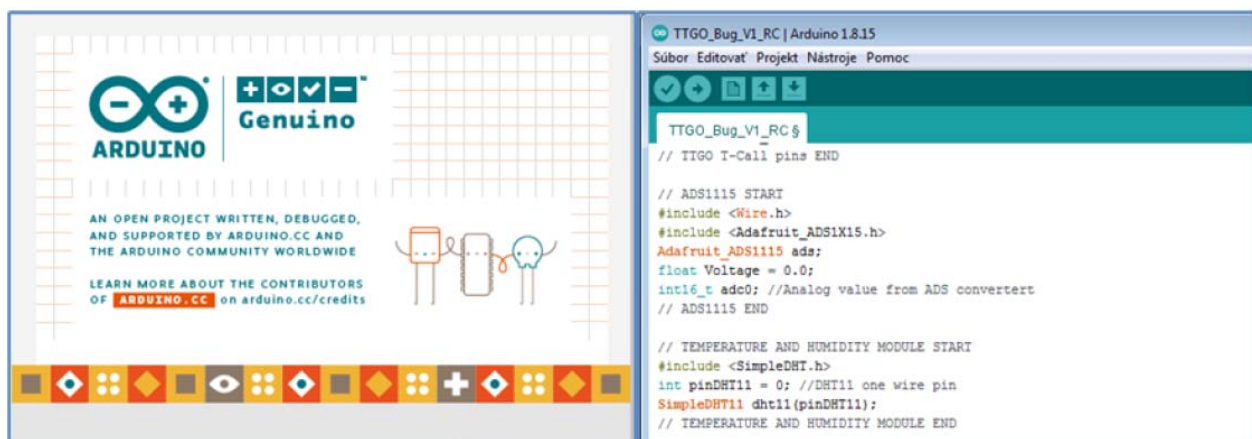 ARDUINO
Genuino
AN OPEN PROJECT WRITTEN, DEBUGGED,
AND SUPPORTED BY ARDUINO.CC AND
THE ARDUINO COMMUNITY WORLDWIDE
LEARN MORE ABOUT THE CONTRIBUTORS
OF ARDUINO.CC on arduino.cc/credits
TTGO_Bug_V1_RC | Arduino 1.8.15
Súbor Editovať Projekt Nástroje Pomoc
TTGO_Bug_V1_RC §
// TTGO T-Call pins END
// ADS1115 START
#include <Wire.h>
#include <Adafruit_ADS1X15.h>
Adafruit_ADS1115 ads;
float Voltage = 0.0;
int16_t adc0; //Analog value from ADS convertert
// ADS1115 END
// TEMPERATURE AND HUMIDITY MODULE START
#include <SimpleDHT.h>
int pinDHT11 = 0; //DHT11 one wire pin
SimpleDHT11 dht11(pinDHT11);
// TEMPERATURE AND HUMIDITY MODULE END